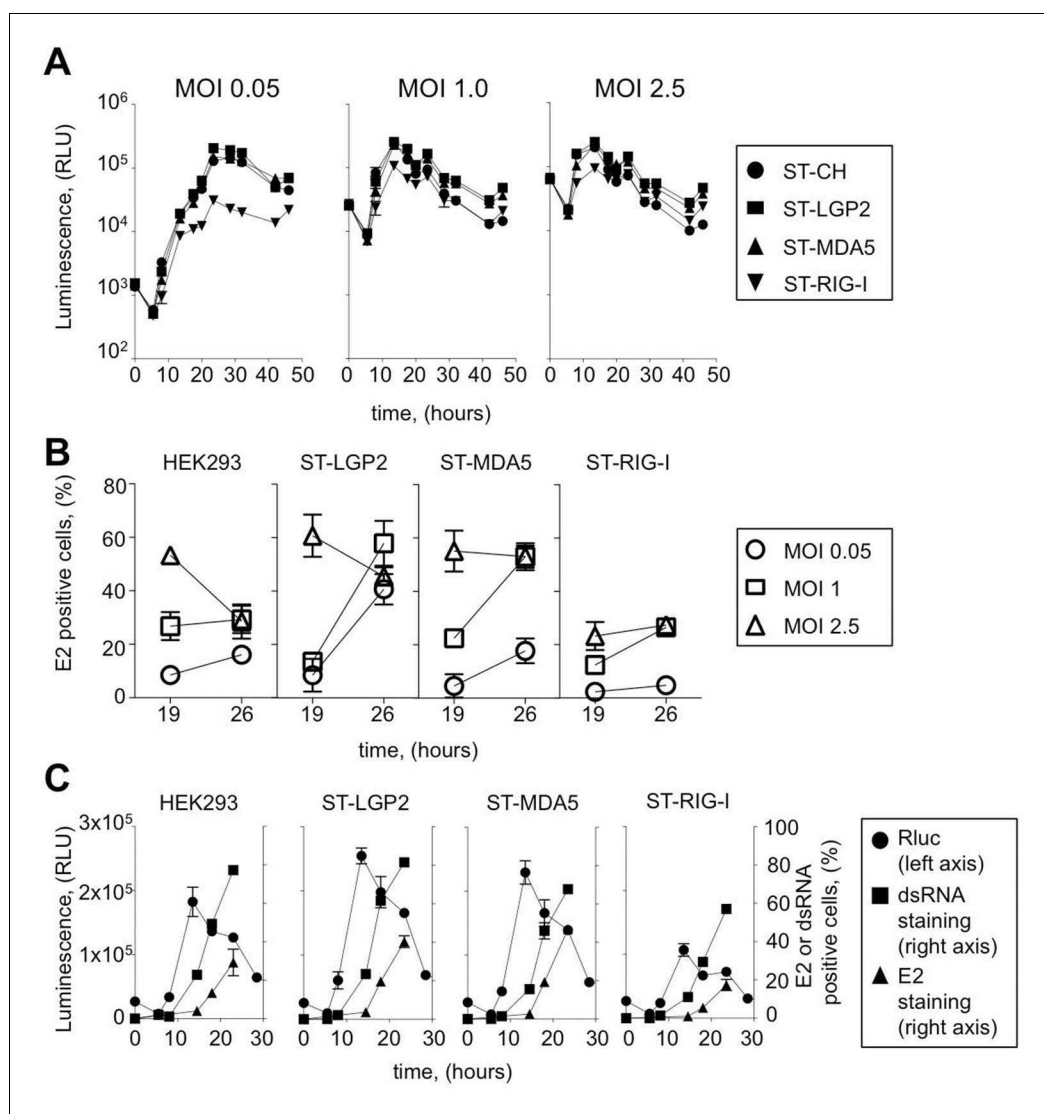 A
MOI 0.05
MOI 1.0
MOI 2.5
Luminescence, (RLU)
10⁶
10⁵
10⁴
10³
10²
0 10 20 30 40 50
0 10 20 30 40 50
0 10 20 30 40 50
time, (hours)
ST-CH
ST-LGP2
ST-MDA5
ST-RIG-I
B
HEK293
ST-LGP2
ST-MDA5
ST-RIG-I
E2 positive cells, (%)
80
60
40
20
0
19 26
19 26
19 26
19 26
time, (hours)
MOI 0.05
MOI 1
MOI 2.5
C
HEK293
ST-LGP2
ST-MDA5
ST-RIG-I
Luminescence, (RLU)
3x10⁵
2x10⁵
1x10⁵
0
0 10 20 30
0 10 20 30
0 10 20 30
0 10 20 30
100
80
60
40
20
0
E2 or dsRNA
positive cells, (%)
time, (hours)
Rluc
(left axis)
dsRNA
staining
(right axis)
E2
staining
(right axis)